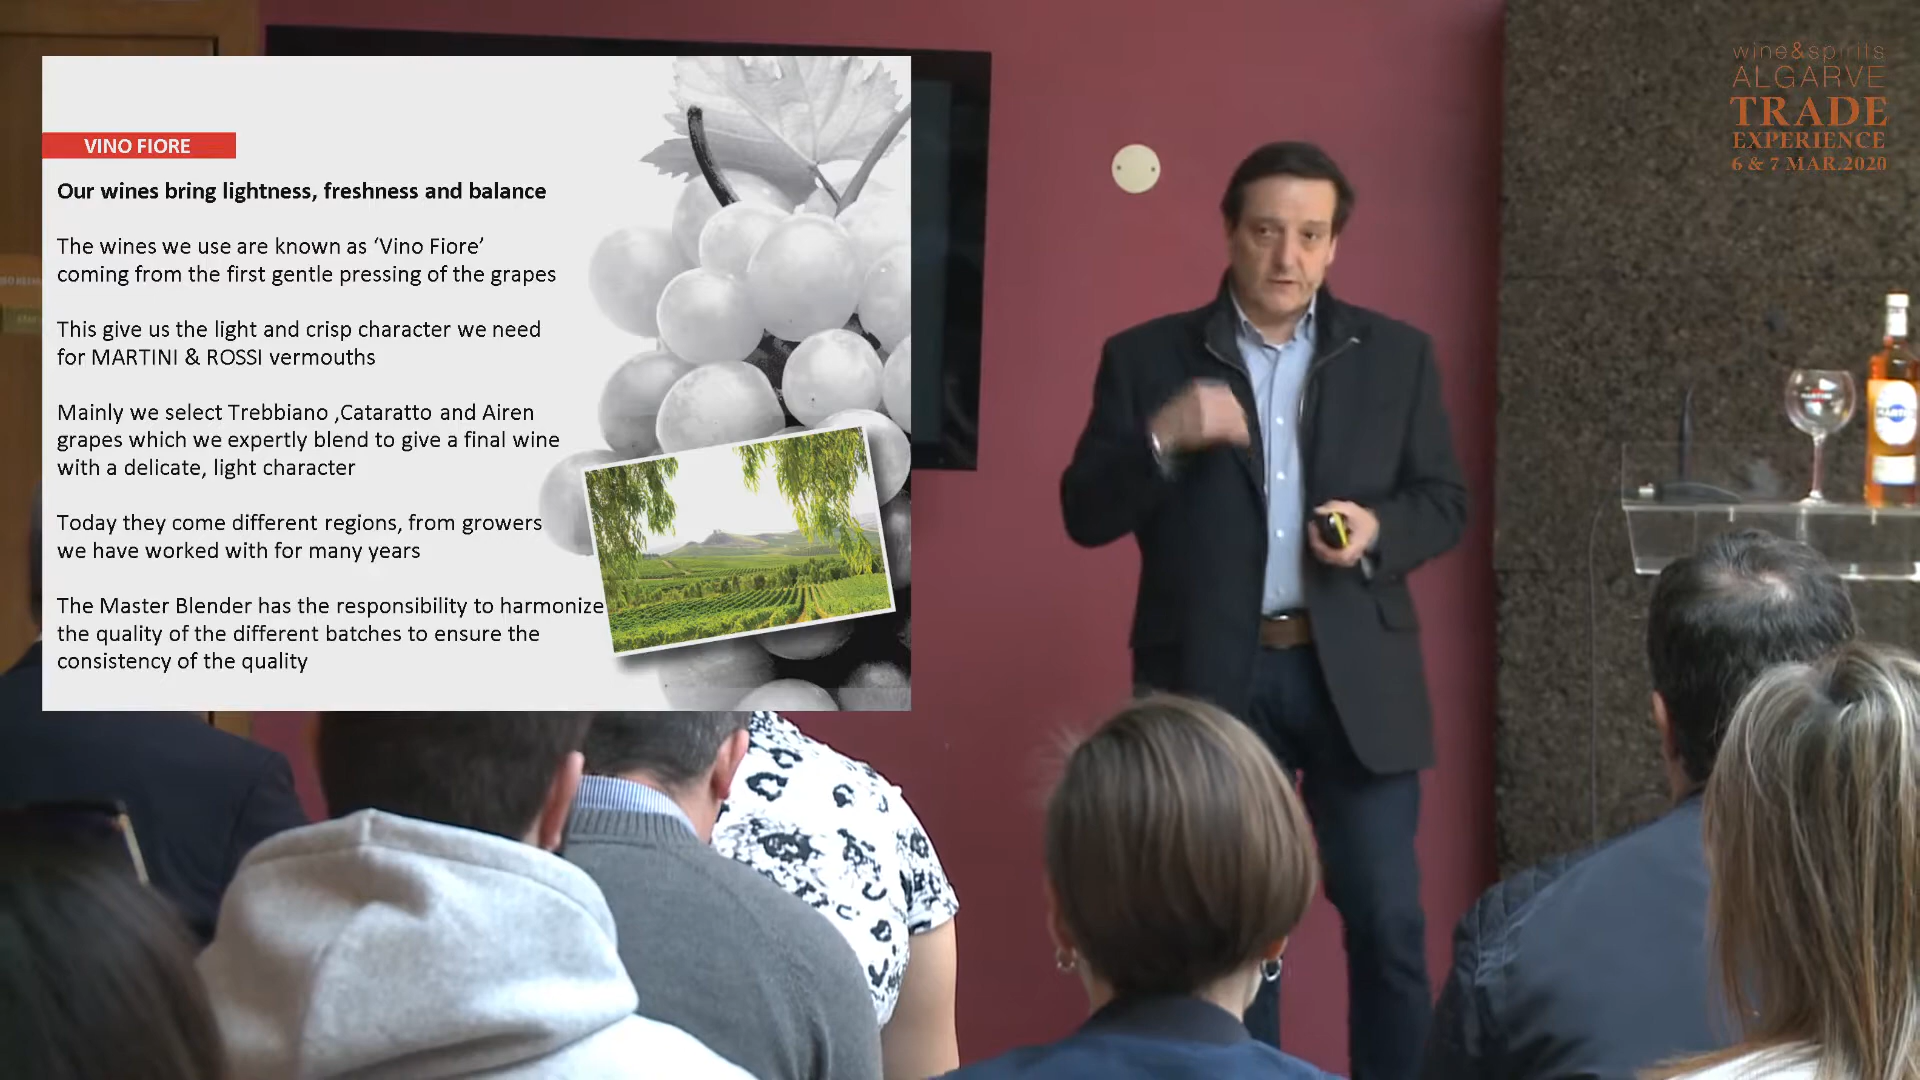 VINO FIORE
Our wines bring lightness, freshness and balance
The wines we use are known as ‘Vino Fiore’
coming from the first gentle pressing of the grapes
This give us the light and crisp character we need
for MARTINI & ROSSI vermouths
Mainly we select Trebbiano ,Cataratto and Airen
grapes which we expertly blend to give a final wine
with a delicate, light character
Today they come different regions, from growers
we have worked with for many years
The Master Blender has the responsibility to harmonize
the quality of the different batches to ensure the
consistency of the quality
wine&spirits
ALGARVE
TRADE
EXPERIENCE
6 & 7 MAR.2020
MARTINI